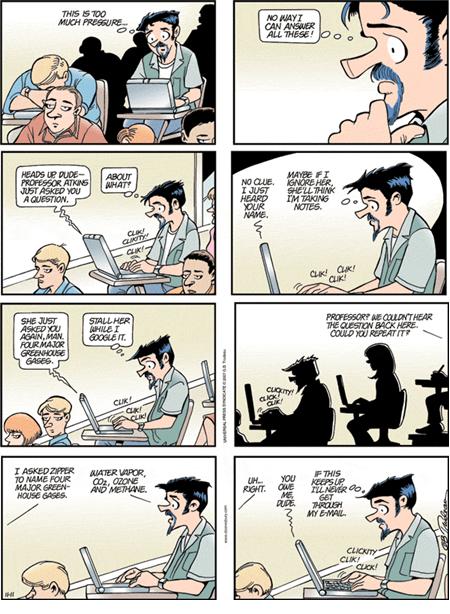 THIS IS TOO
MUCH PRESSURE...
NO WAY I
CAN ANSWER
ALL THESE!
HEADS UP, DUDE—
PROFESSOR ATKINS
JUST ASKED YOU
A QUESTION.
ABOUT
WHAT?
CLIK!
CLIKITY!
CLIK!
NO CLUE.
I JUST
HEARD
YOUR
NAME.
MAYBE IF I
IGNORE HER,
SHE'LL THINK
I'M TAKING
NOTES.
CLIK!
CLIK!
CLIK!
SHE JUST
ASKED YOU
AGAIN, MAN.
FOUR MAJOR
GREENHOUSE
GASES.
STALL HER
WHILE I
GOOGLE IT.
CLIK!
CLIK!
CLIK!
PROFESSOR? WE COULDN'T HEAR
THE QUESTION BACK HERE.
COULD YOU REPEAT IT?
CLICKITY!
CLICK!
CLIK!
I ASKED ZIPPER
TO NAME FOUR
MAJOR GREEN-
HOUSE GASES.
WATER VAPOR,
CO2, OZONE
AND METHANE.
11-11
www.doonesbury.com
UH...
RIGHT.
YOU
OWE
ME,
DUDE.
IF THIS
KEEPS UP,
I'LL NEVER
GET
THROUGH
MY E-MAIL.
CLICKITY
CLIK!
CLICK!